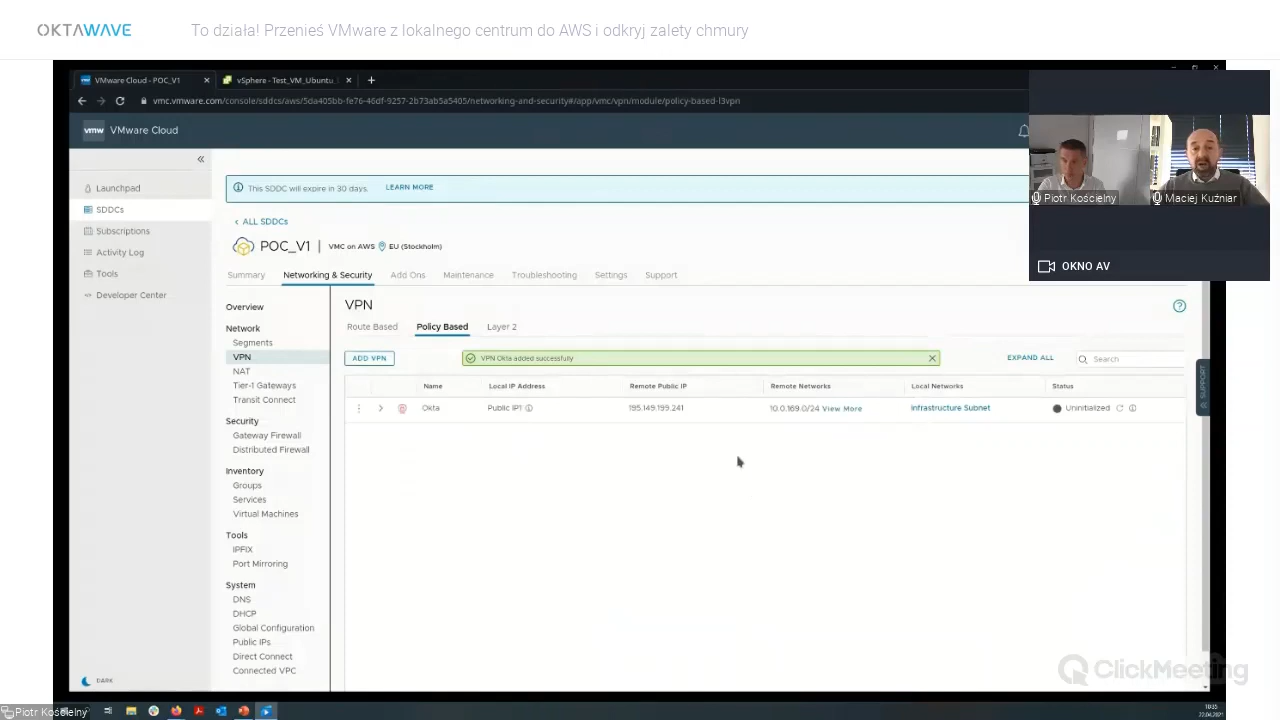 OKTAWAVE
To działa! Przenieś VMware z lokalnego centrum do AWS i odkryj zalety chmury
VMware Cloud - POC_V1
vSphere - Test_VM_Ubuntu
vmc.vmware.com/console/sddcs/aws/5da405bb-fe76-46df-9257-2b73ab5a5405/networking-and-security#/app/vmc/vpn/module/policy-based-l3vpn
vmw VMware Cloud
Launchpad
SDDCs
Subscriptions
Activity Log
Tools
Developer Center
DARK
This SDDC will expire in 30 days. LEARN MORE
ALL SDDCs
POC_V1 | VMC on AWS EU (Stockholm)
Summary Networking & Security Add Ons Maintenance Troubleshooting Settings Support
Overview
Network
Segments
VPN
NAT
Tier-1 Gateways
Transit Connect
Security
Gateway Firewall
Distributed Firewall
Inventory
Groups
Services
Virtual Machines
Tools
IPFIX
Port Mirroring
System
DNS
DHCP
Global Configuration
Public IPs
Direct Connect
Connected VPC
VPN
Route Based Policy Based Layer 2
ADD VPN
VPN Okta added successfully
EXPAND ALL
Search
Name Local IP Address Remote Public IP Remote Networks Local Networks Status
Okta Public IP1 195.149.199.241 10.0.169.0/24 View More Infrastructure Subnet Uninitialized
SUPPORT
Piotr Kościelny
Maciej Kuźniar
OKNO AV
ClickMeeting
Piotr Kościelny
10:35
22.04.2021